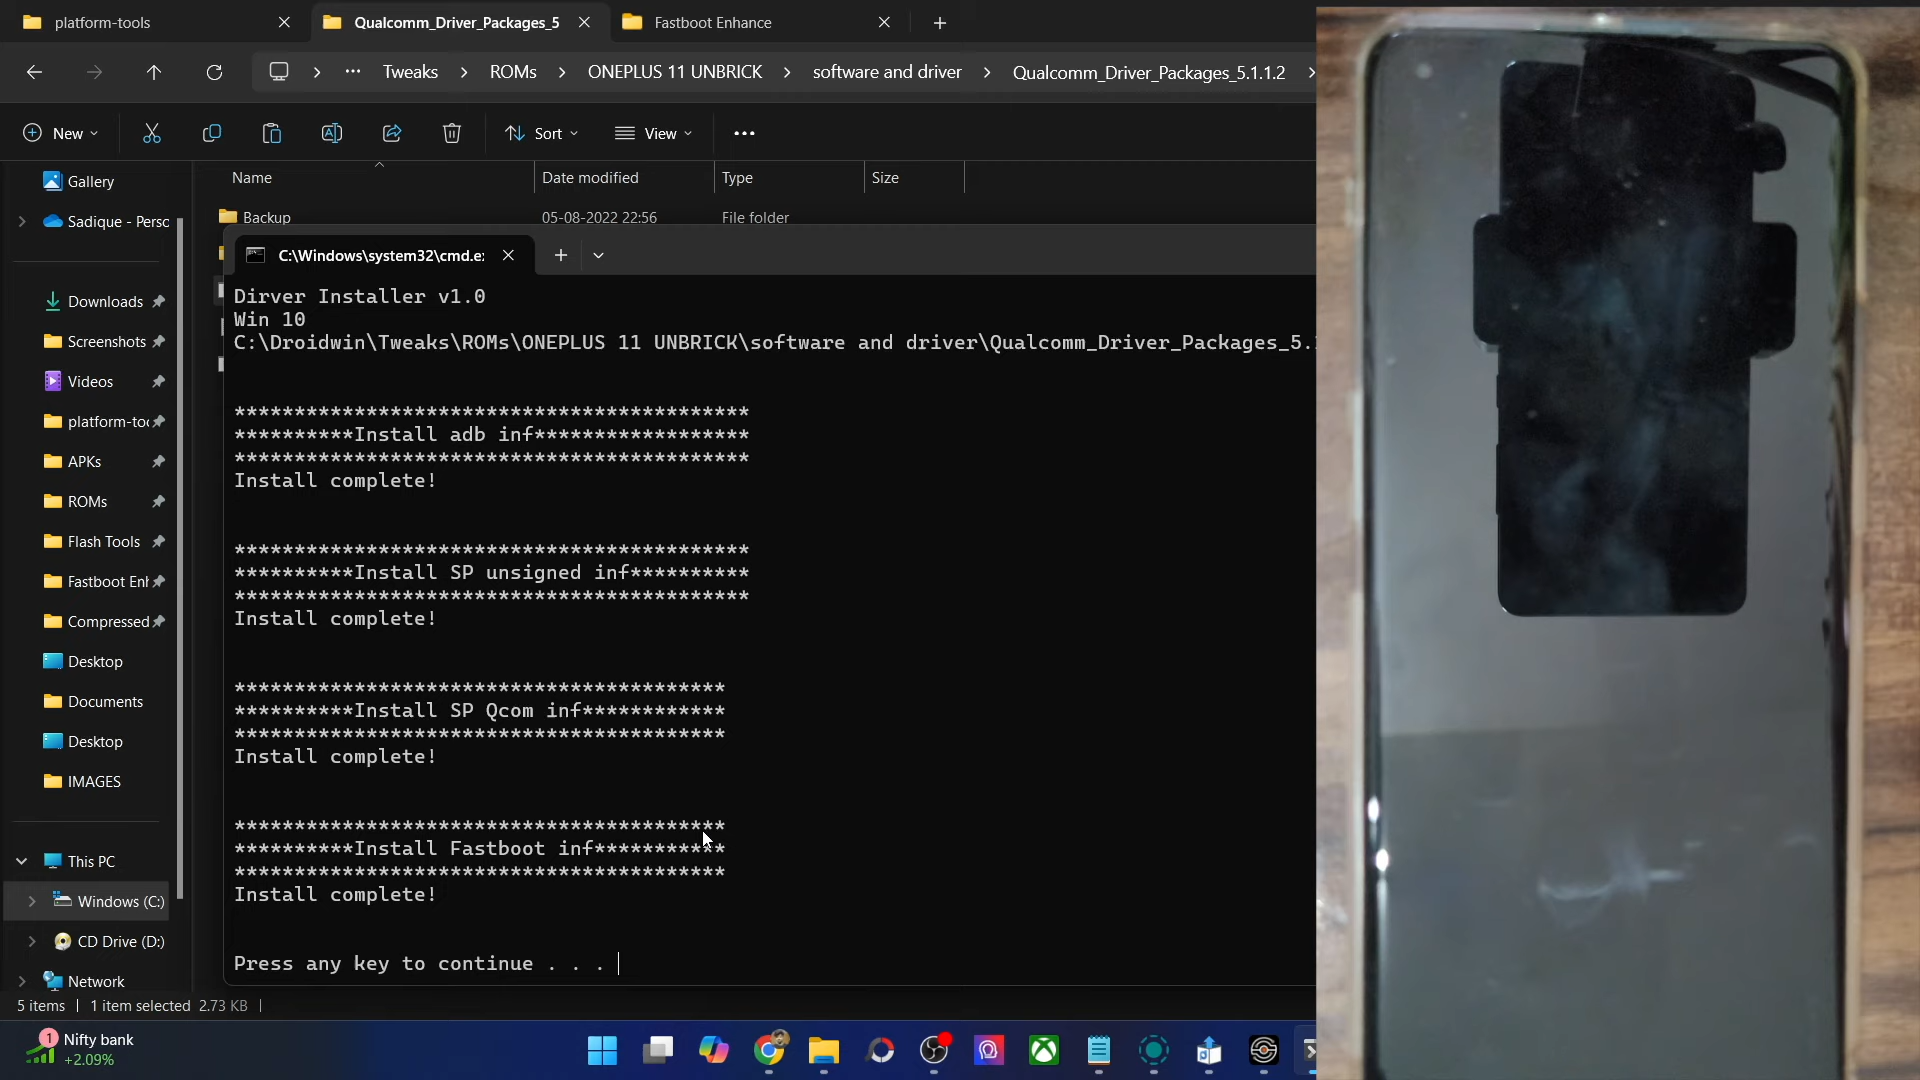 platform-tools
Qualcomm_Driver_Packages_5
Fastboot Enhance
Tweaks
ROMs
ONEPLUS 11 UNBRICK
software and driver
Qualcomm_Driver_Packages_5.1.1.2
New
Sort
View
Name
Date modified
Type
Size
Backup
05-08-2022 22:56
File folder
Gallery
Sadique - Persc
Downloads
Screenshots
Videos
platform-too
APKs
ROMs
Flash Tools
Fastboot Enh
Compressed
Desktop
Documents
Desktop
IMAGES
This PC
Windows (C:)
CD Drive (D:)
Network
C:\Windows\system32\cmd.e:
Dirver Installer v1.0
Win 10
C:\Droidwin\Tweaks\ROMs\ONEPLUS 11 UNBRICK\software and driver\Qualcomm_Driver_Packages_5.
*******************************************
**********Install adb inf******************
*******************************************
Install complete!
*******************************************
**********Install SP unsigned inf**********
*******************************************
Install complete!
*****************************************
**********Install SP Qcom inf************
*****************************************
Install complete!
*****************************************
**********Install Fastboot inf***********
*****************************************
Install complete!
Press any key to continue . . .
5 items
1 item selected 2.73 KB
1
Nifty bank
+2.09%